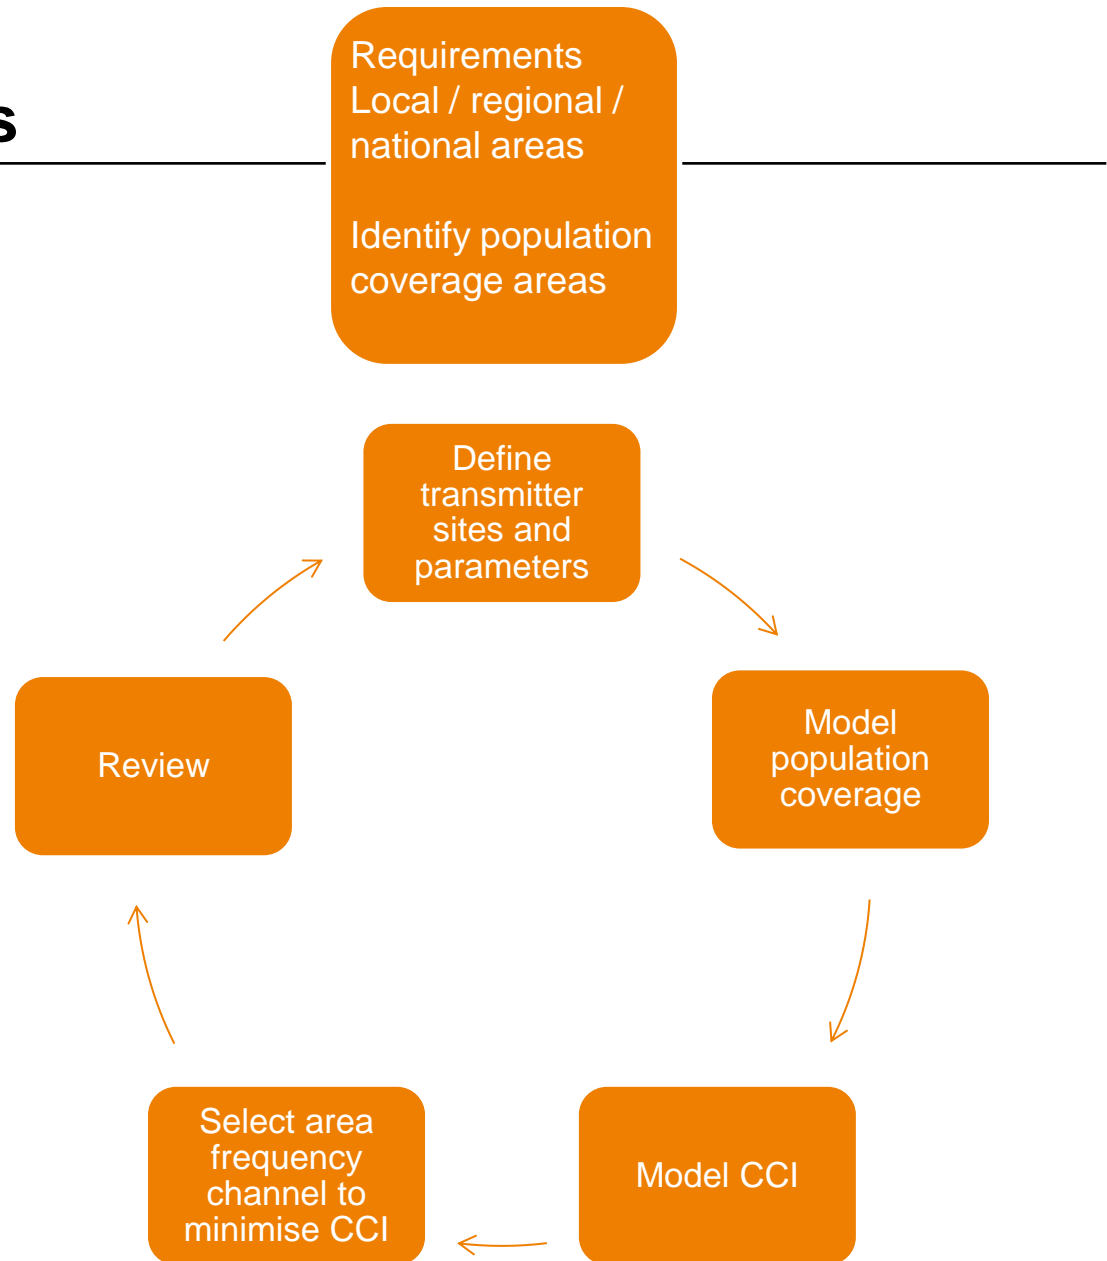 s
Requirements
Local / regional /
national areas
Identify population
coverage areas
Define
transmitter
sites and
parameters
Model
population
coverage
Model CCI
Select area
frequency
channel to
minimise CCI
Review